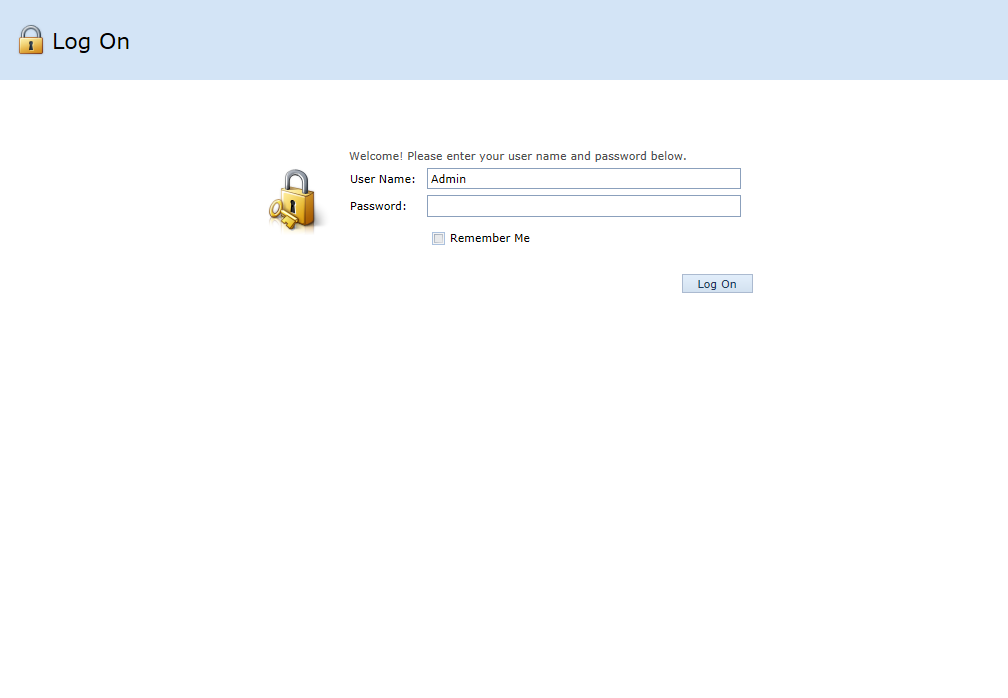 Log On
Welcome! Please enter your user name and password below.
User Name: Admin
Password:
Remember Me
Log On